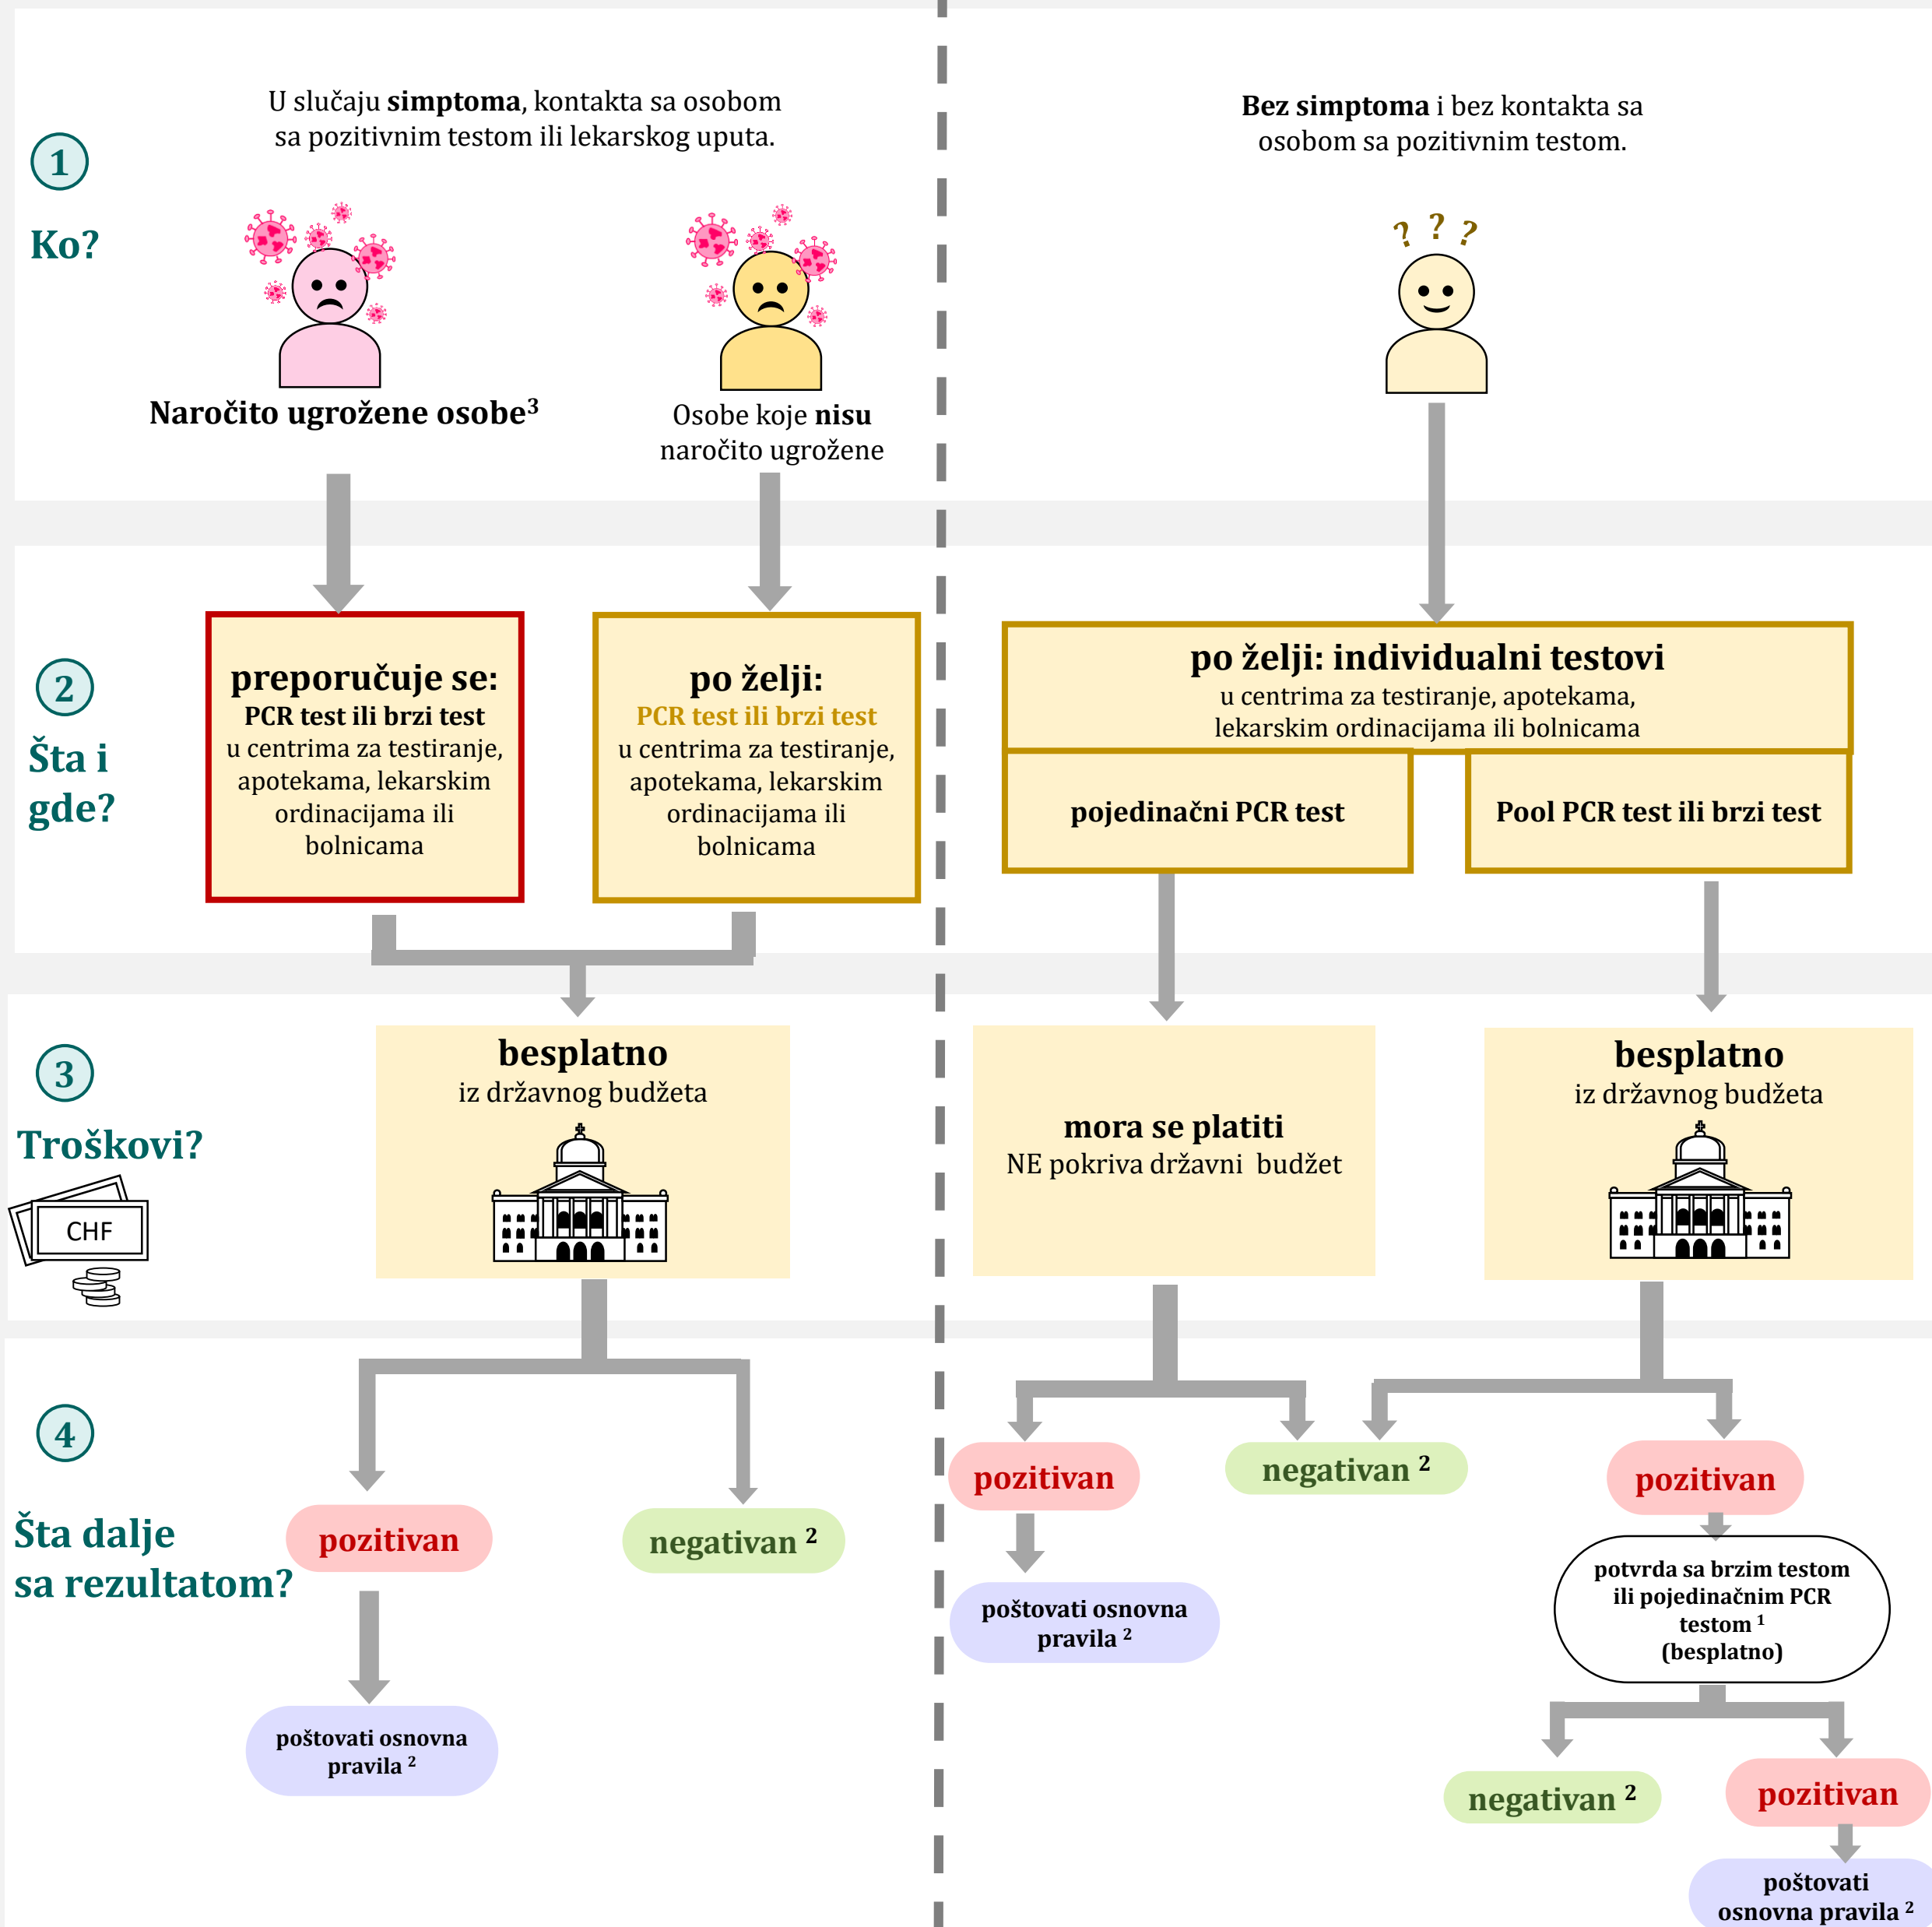 1
Ko?
U slučaju simptoma, kontakta sa osobom
sa pozitivnim testom ili lekarskog uputa.
Bez simptoma i bez kontakta sa
osobom sa pozitivnim testom.
? ? ?
Naročito ugrožene osobe³
Osobe koje nisu
naročito ugrožene
2
Šta i
gde?
preporučuje se:
PCR test ili brzi test
u centrima za testiranje,
apotekama, lekarskim
ordinacijama ili
bolnicama
po želji:
PCR test ili brzi test
u centrima za testiranje,
apotekama, lekarskim
ordinacijama ili
bolnicama
po želji: individualni testovi
u centrima za testiranje, apotekama,
lekarskim ordinacijama ili bolnicama
pojedinačni PCR test
Pool PCR test ili brzi test
3
Troškovi?
CHF
besplatno
iz državnog budžeta
mora se platiti
NE pokriva državni budžet
besplatno
iz državnog budžeta
4
Šta dalje
sa rezultatom?
pozitivan
negativan ²
poštovati osnovna
pravila ²
pozitivan
negativan ²
pozitivan
poštovati osnovna
pravila ²
potvrda sa brzim testom
ili pojedinačnim PCR
testom ¹
(besplatno)
negativan ²
pozitivan
poštovati
osnovna pravila ²